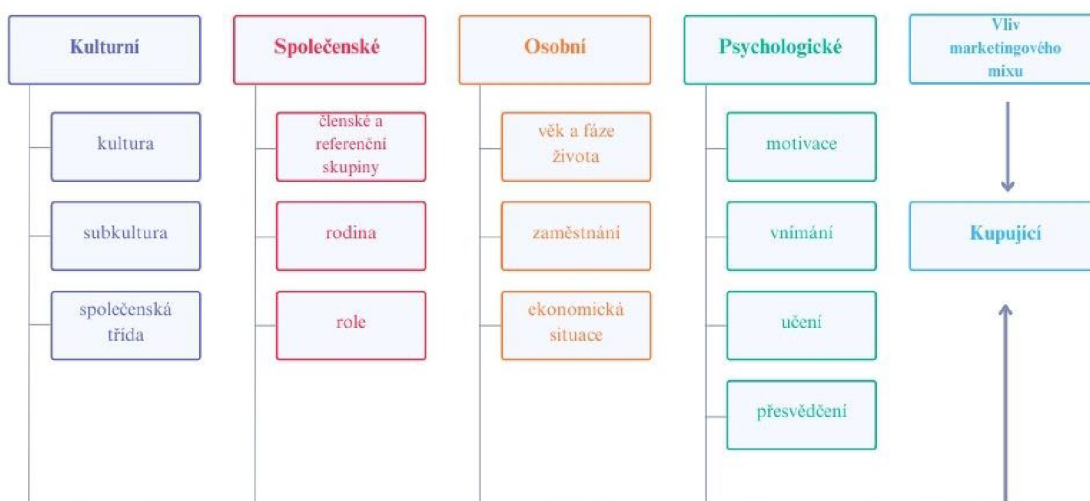 Kulturní
Společenské
Osobní
Psychologické
Vliv
marketingového
mixu
kultura
členské a
referenční
skupiny
věk a fáze
života
motivace
subkultura
rodina
zaměstnání
vnímání
Kupující
společenská
třída
role
ekonomická
situace
učení
přesvědčení